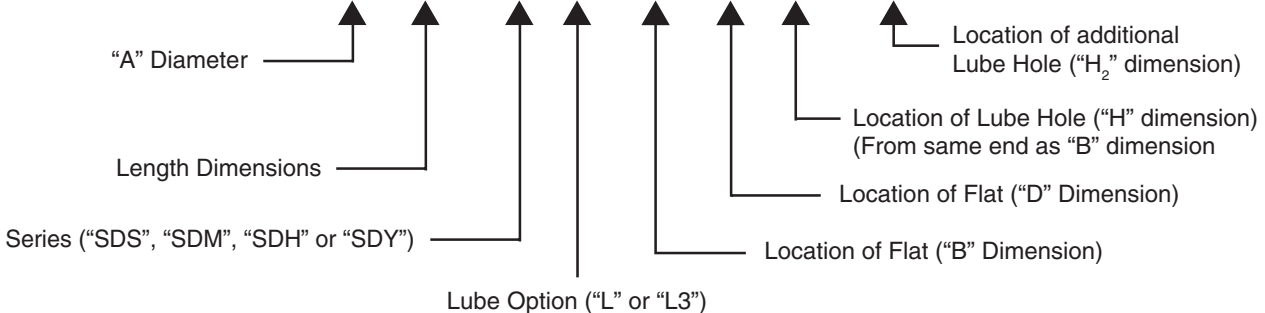 “A” Diameter
Location of additional
Lube Hole (“H₂” dimension)
Location of Lube Hole (“H” dimension)
(From same end as “B” dimension
Length Dimensions
Location of Flat (“D” Dimension)
Series (“SDS”, “SDM”, “SDH” or “SDY”)
Location of Flat (“B” Dimension)
Lube Option (“L” or “L3”)